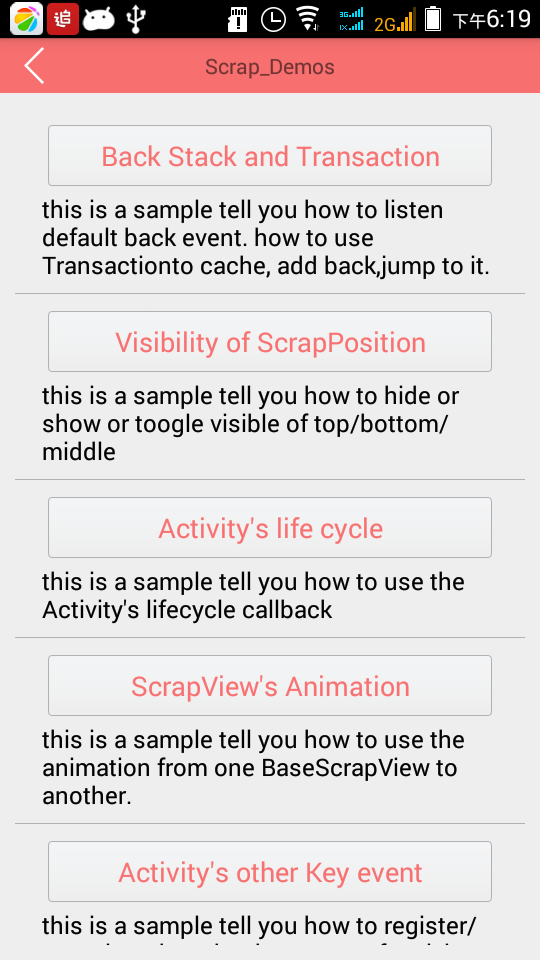 追
3G
1X
2G
下午6:19
Scrap_Demos
Back Stack and Transaction
this is a sample tell you how to listen
default back event. how to use
Transactionto cache, add back,jump to it.
Visibility of ScrapPosition
this is a sample tell you how to hide or
show or toogle visible of top/bottom/
middle
Activity's life cycle
this is a sample tell you how to use the
Activity's lifecycle callback
ScrapView's Animation
this is a sample tell you how to use the
animation from one BaseScrapView to
another.
Activity's other Key event
this is a sample tell you how to register/